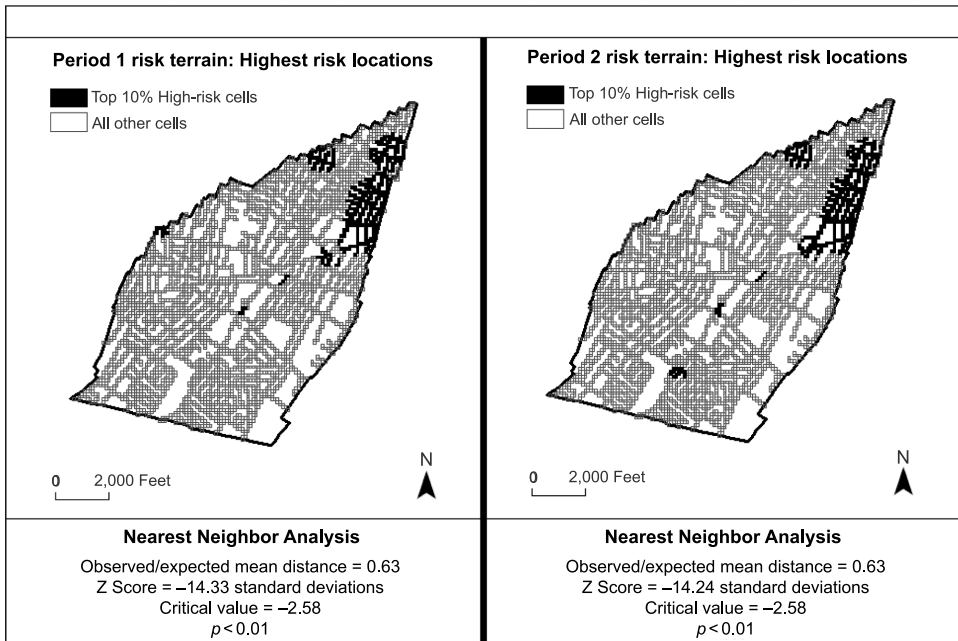 Period 1 risk terrain: Highest risk locations
Top 10% High-risk cells
All other cells
N
0 2,000 Feet
Nearest Neighbor Analysis
Observed/expected mean distance = 0.63
Z Score = –14.33 standard deviations
Critical value = –2.58
p < 0.01
Period 2 risk terrain: Highest risk locations
Top 10% High-risk cells
All other cells
N
0 2,000 Feet
Nearest Neighbor Analysis
Observed/expected mean distance = 0.63
Z Score = –14.24 standard deviations
Critical value = –2.58
p < 0.01